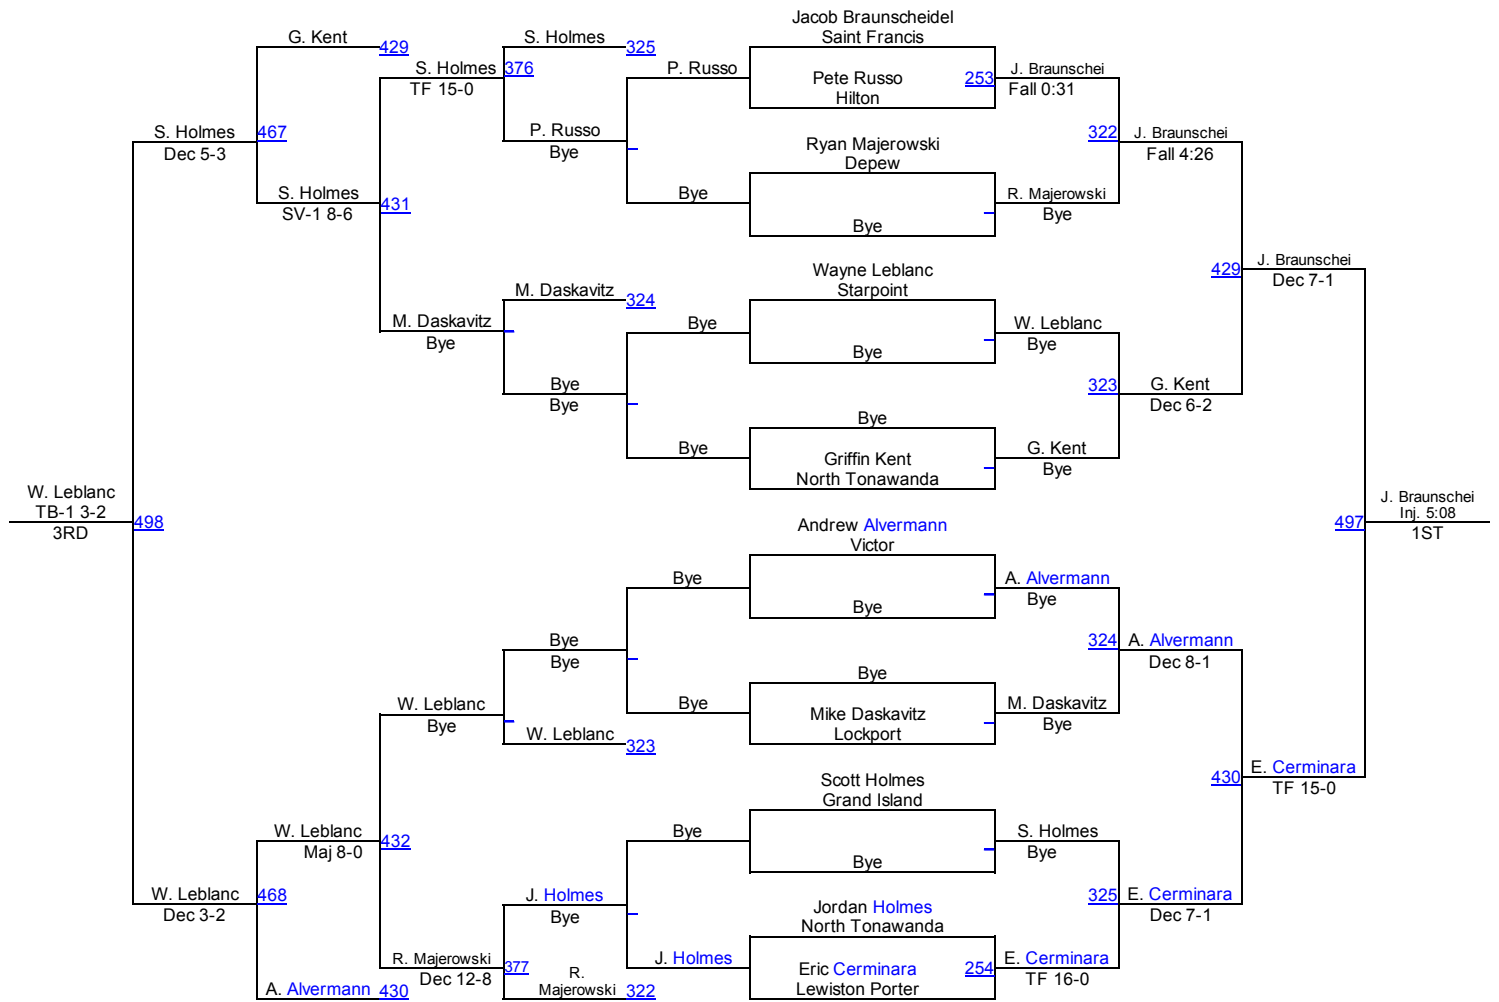 Jacob Braunscheidel
Saint Francis
G. Kent
429
S. Holmes
325
S. Holmes
376
TF 15-0
P. Russo
Pete Russo
Hilton
253
J. Braunschei
Fall 0:31
S. Holmes
Dec 5-3
467
P. Russo
Bye
Ryan Majerowski
Depew
322
J. Braunschei
Fall 4:26
S. Holmes
SV-1 8-6
431
Bye
Bye
R. Majerowski
Bye
Wayne Leblanc
Starpoint
429
J. Braunschei
Dec 7-1
M. Daskavitz
324
M. Daskavitz
Bye
Bye
Bye
W. Leblanc
Bye
Bye
Bye
323
G. Kent
Dec 6-2
Bye
Bye
Griffin Kent
North Tonawanda
G. Kent
Bye
W. Leblanc
TB-1 3-2
3RD
498
497
J. Braunschei
Inj. 5:08
1ST
Andrew Alvermann
Victor
Bye
Bye
A. Alvermann
Bye
Bye
Bye
324
A. Alvermann
Dec 8-1
Bye
W. Leblanc
Bye
Bye
Mike Daskavitz
Lockport
M. Daskavitz
Bye
W. Leblanc
323
Scott Holmes
Grand Island
430
E. Cerminara
TF 15-0
W. Leblanc
Maj 8-0
432
Bye
Bye
S. Holmes
Bye
W. Leblanc
Dec 3-2
468
J. Holmes
Bye
Jordan Holmes
North Tonawanda
325
E. Cerminara
Dec 7-1
R. Majerowski
Dec 12-8
377
J. Holmes
Eric Cerminara
Lewiston Porter
254
E. Cerminara
TF 16-0
A. Alvermann
430
R.
Majerowski
322